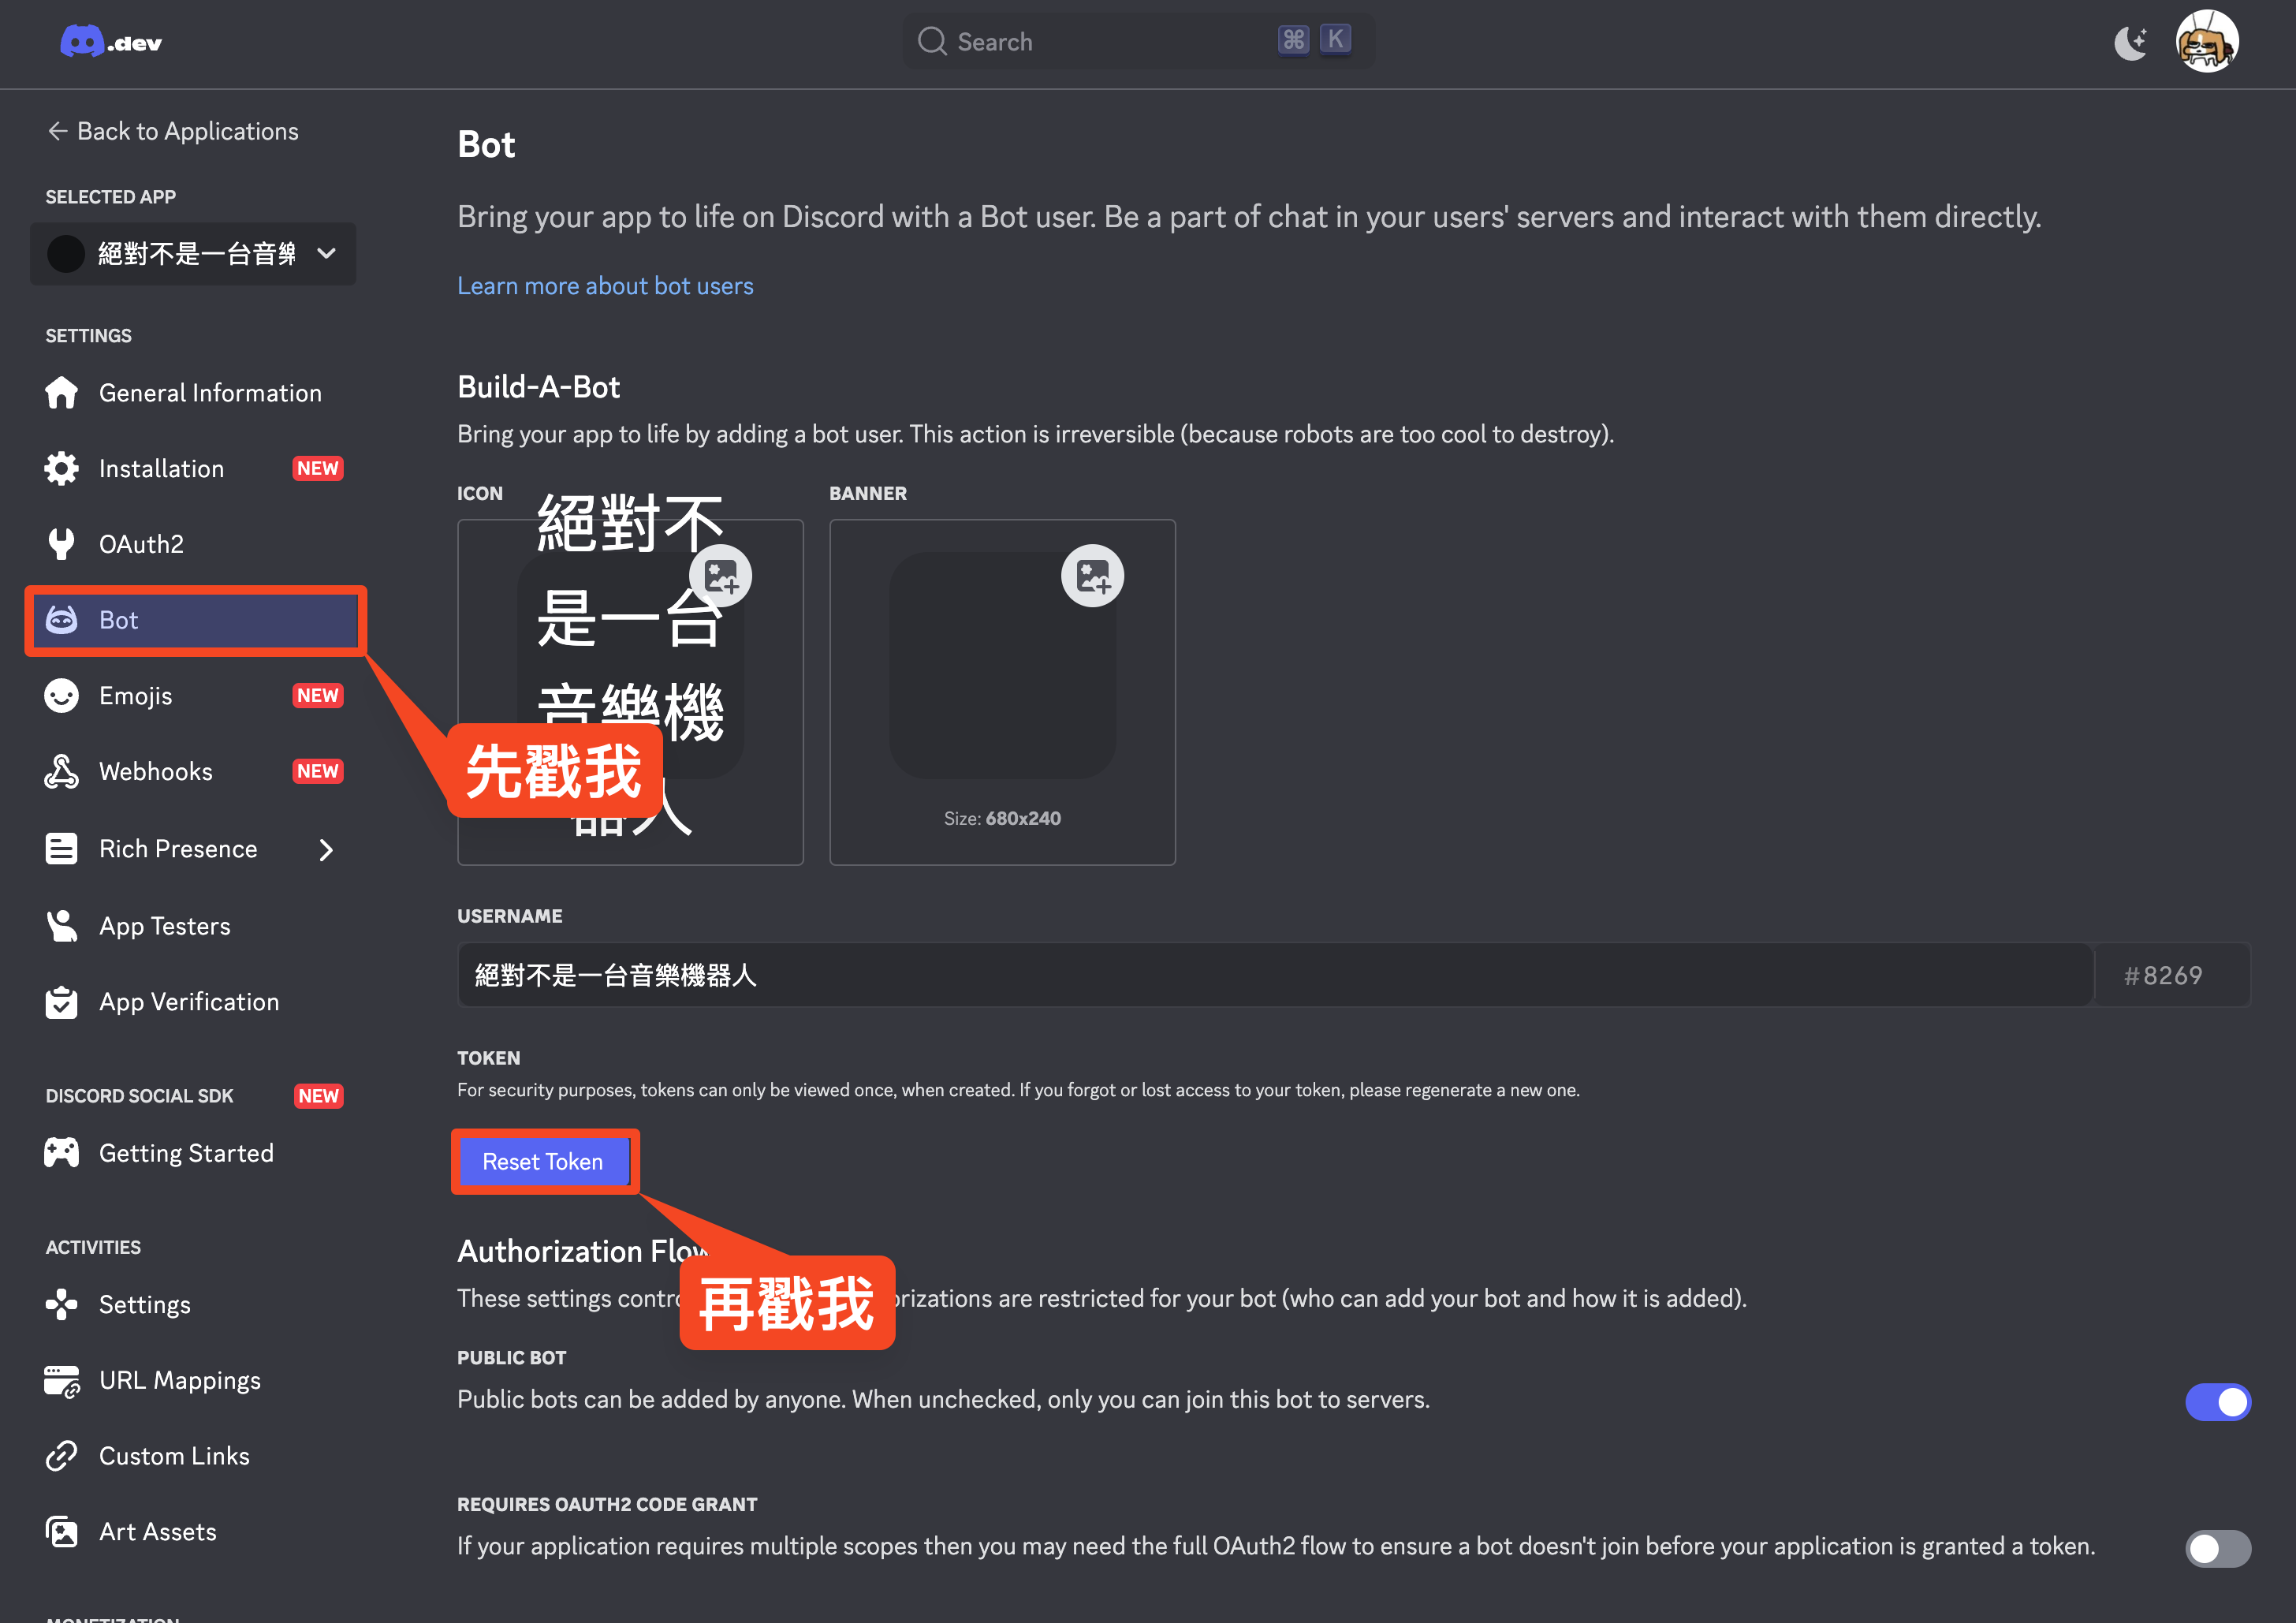 .dev
Search
⌘ K
Back to Applications
SELECTED APP
絕對不是一台音樂
SETTINGS
General Information
Installation NEW
OAuth2
Bot
Emojis NEW
Webhooks NEW
Rich Presence
App Testers
App Verification
DISCORD SOCIAL SDK NEW
Getting Started
ACTIVITIES
Settings
URL Mappings
Custom Links
Art Assets
MONETIZATION
Bot
Bring your app to life on Discord with a Bot user. Be a part of chat in your users' servers and interact with them directly.
Learn more about bot users
Build-A-Bot
Bring your app to life by adding a bot user. This action is irreversible (because robots are too cool to destroy).
ICON
絕對不
是一台
音樂機
器人
先戳我
BANNER
Size: 680x240
USERNAME
絕對不是一台音樂機器人
#8269
TOKEN
For security purposes, tokens can only be viewed once, when created. If you forgot or lost access to your token, please regenerate a new one.
Reset Token
再戳我
Authorization Flow
These settings contro orizations are restricted for your bot (who can add your bot and how it is added).
PUBLIC BOT
Public bots can be added by anyone. When unchecked, only you can join this bot to servers.
REQUIRES OAUTH2 CODE GRANT
If your application requires multiple scopes then you may need the full OAuth2 flow to ensure a bot doesn't join before your application is granted a token.